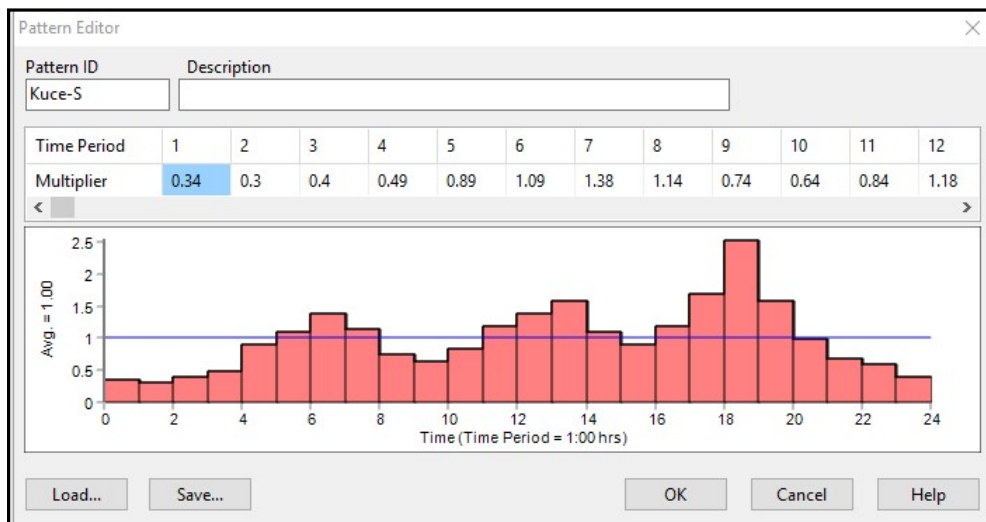 Pattern Editor
Pattern ID Description
Kuce-S
Time Period 1 2 3 4 5 6 7 8 9 10 11 12
Multiplier 0.34 0.3 0.4 0.49 0.89 1.09 1.38 1.14 0.74 0.64 0.84 1.18
Avg. = 1.00
2.5
2
1.5
1
0.5
0
0 2 4 6 8 10 12 14 16 18 20 22 24
Time (Time Period = 1:00 hrs)
Load... Save... OK Cancel Help